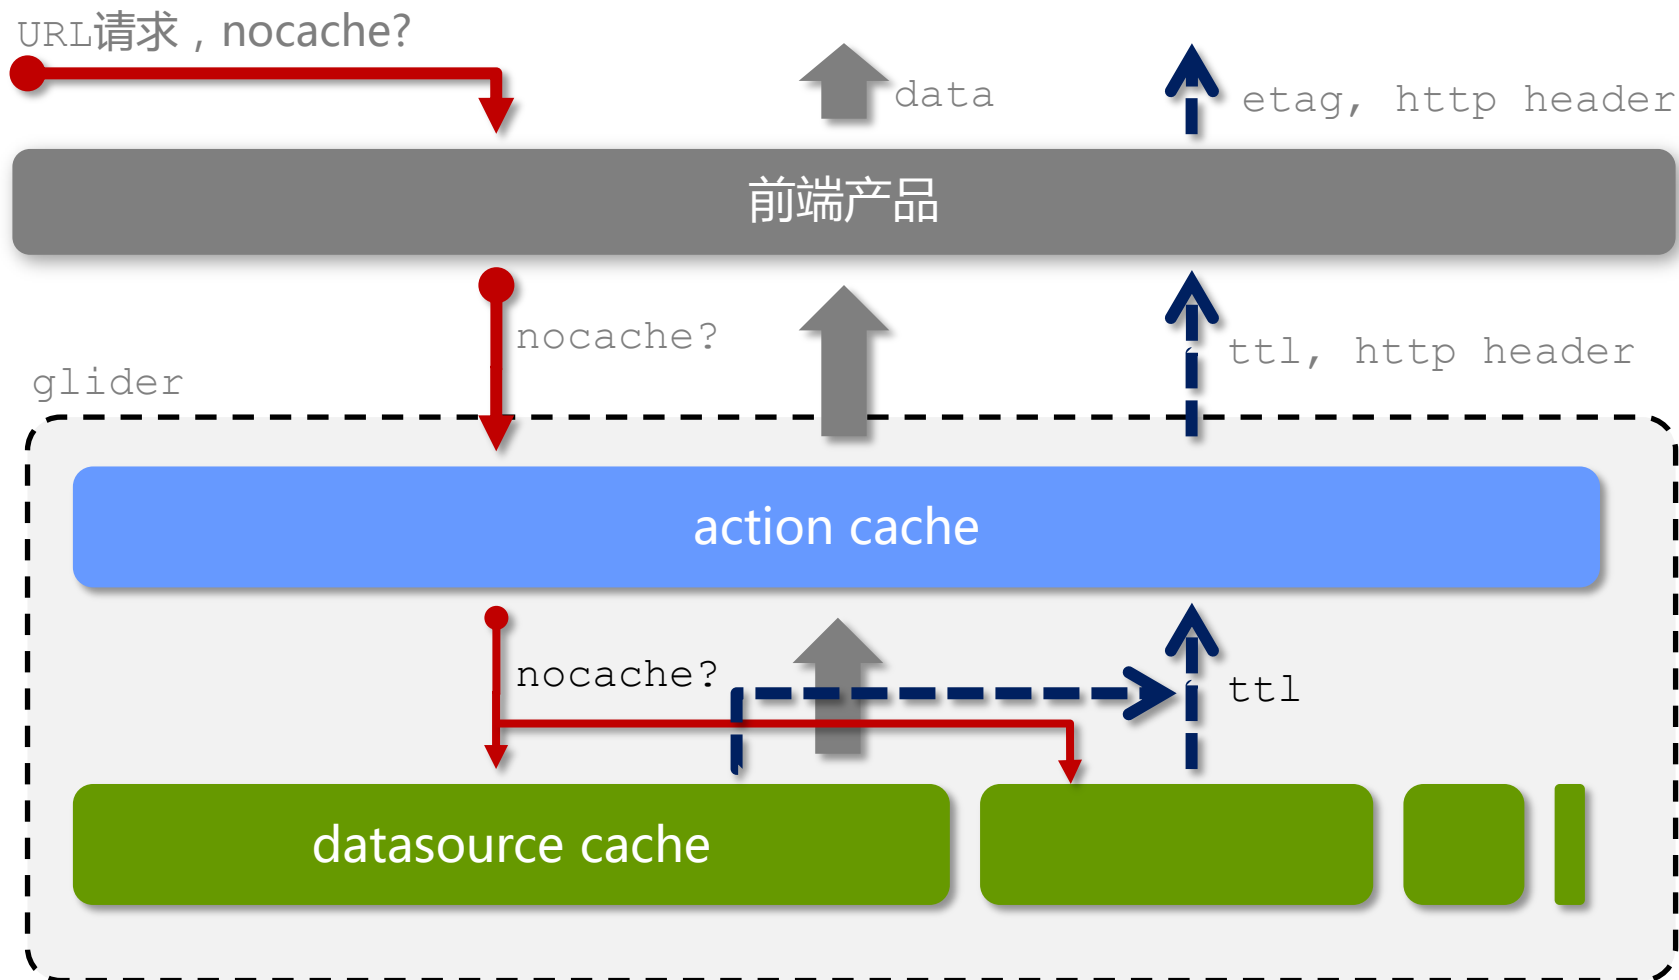 URL请求，nocache?
data
etag, http header
前端产品
nocache?
ttl, http header
glider
action cache
nocache?
ttl
datasource cache